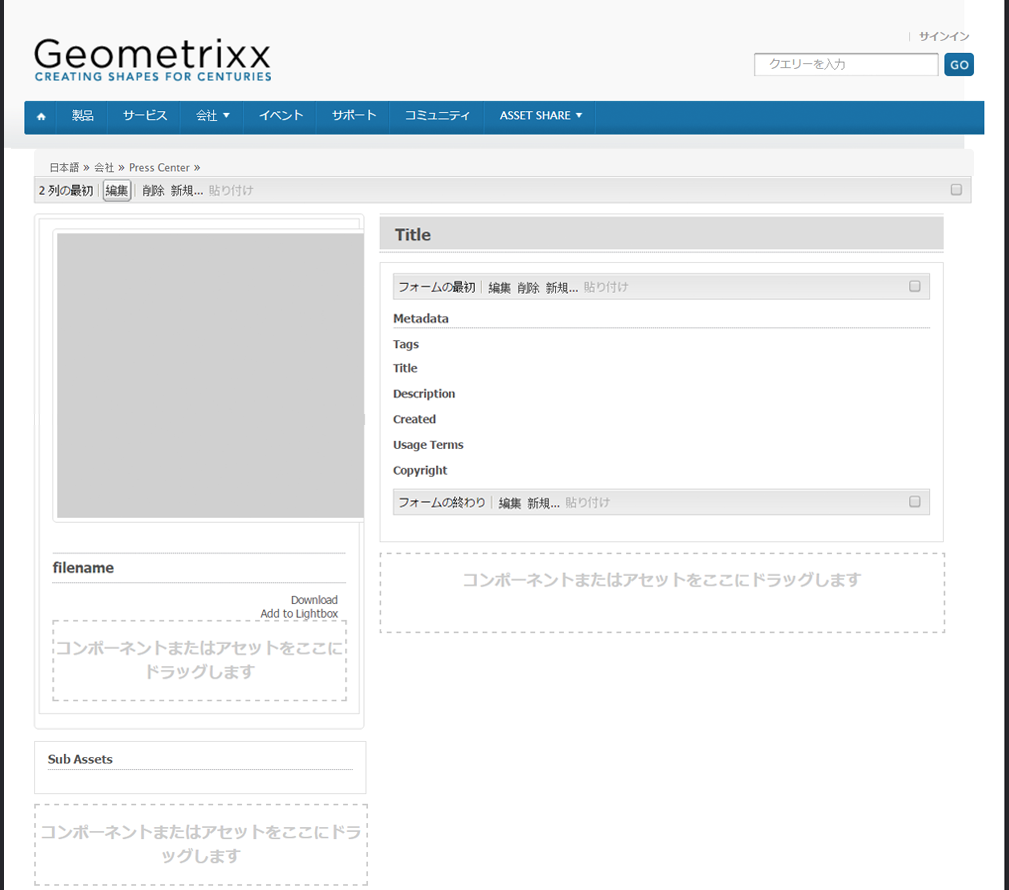 Geometrixx
CREATING SHAPES FOR CENTURIES
サインイン
クエリーを入力 GO
製品 サービス 会社 イベント サポート コミュニティ ASSET SHARE
日本語 » 会社 » Press Center »
2 列の最初 編集 削除 新規... 貼り付け
filename
Download
Add to Lightbox
コンポーネントまたはアセットをここに
ドラッグします
Sub Assets
コンポーネントまたはアセットをここにドラ
ッグします
Title
フォームの最初 編集 削除 新規... 貼り付け
Metadata
Tags
Title
Description
Created
Usage Terms
Copyright
フォームの終わり 編集 新規... 貼り付け
コンポーネントまたはアセットをここにドラッグします